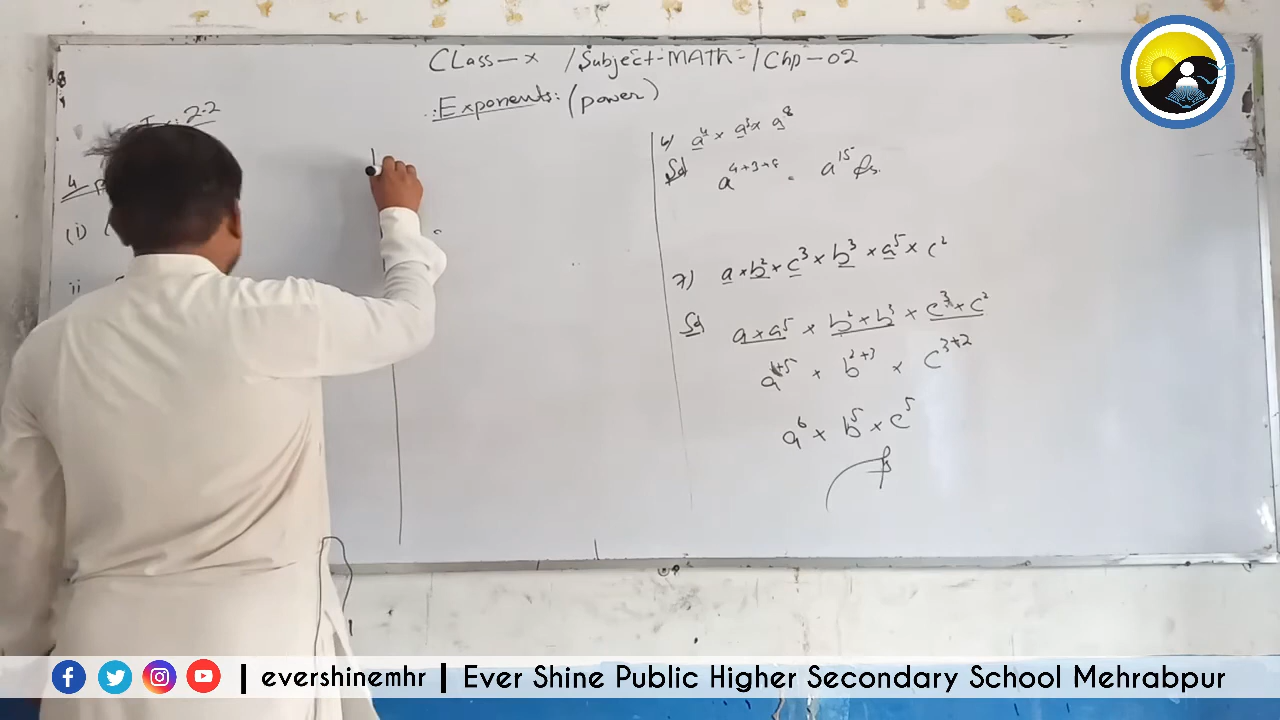 CLass - X / Subject - MATH - / Chp - 02
Exponents: (power)
Ex: 2.2
4
(i) (
ii
6) a⁴ × a³ × a⁸
Sol a⁴⁺³⁺⁸ = a¹⁵ Ans.
7) a × b² × c³ × b³ × a⁵ × c²
Sol a × a⁵ × b² × b³ × c³ × c²
a¹⁺⁵ × b²⁺³ × c³⁺²
a⁶ × b⁵ × c⁵
| evershinemhr | Ever Shine Public Higher Secondary School Mehrabpur